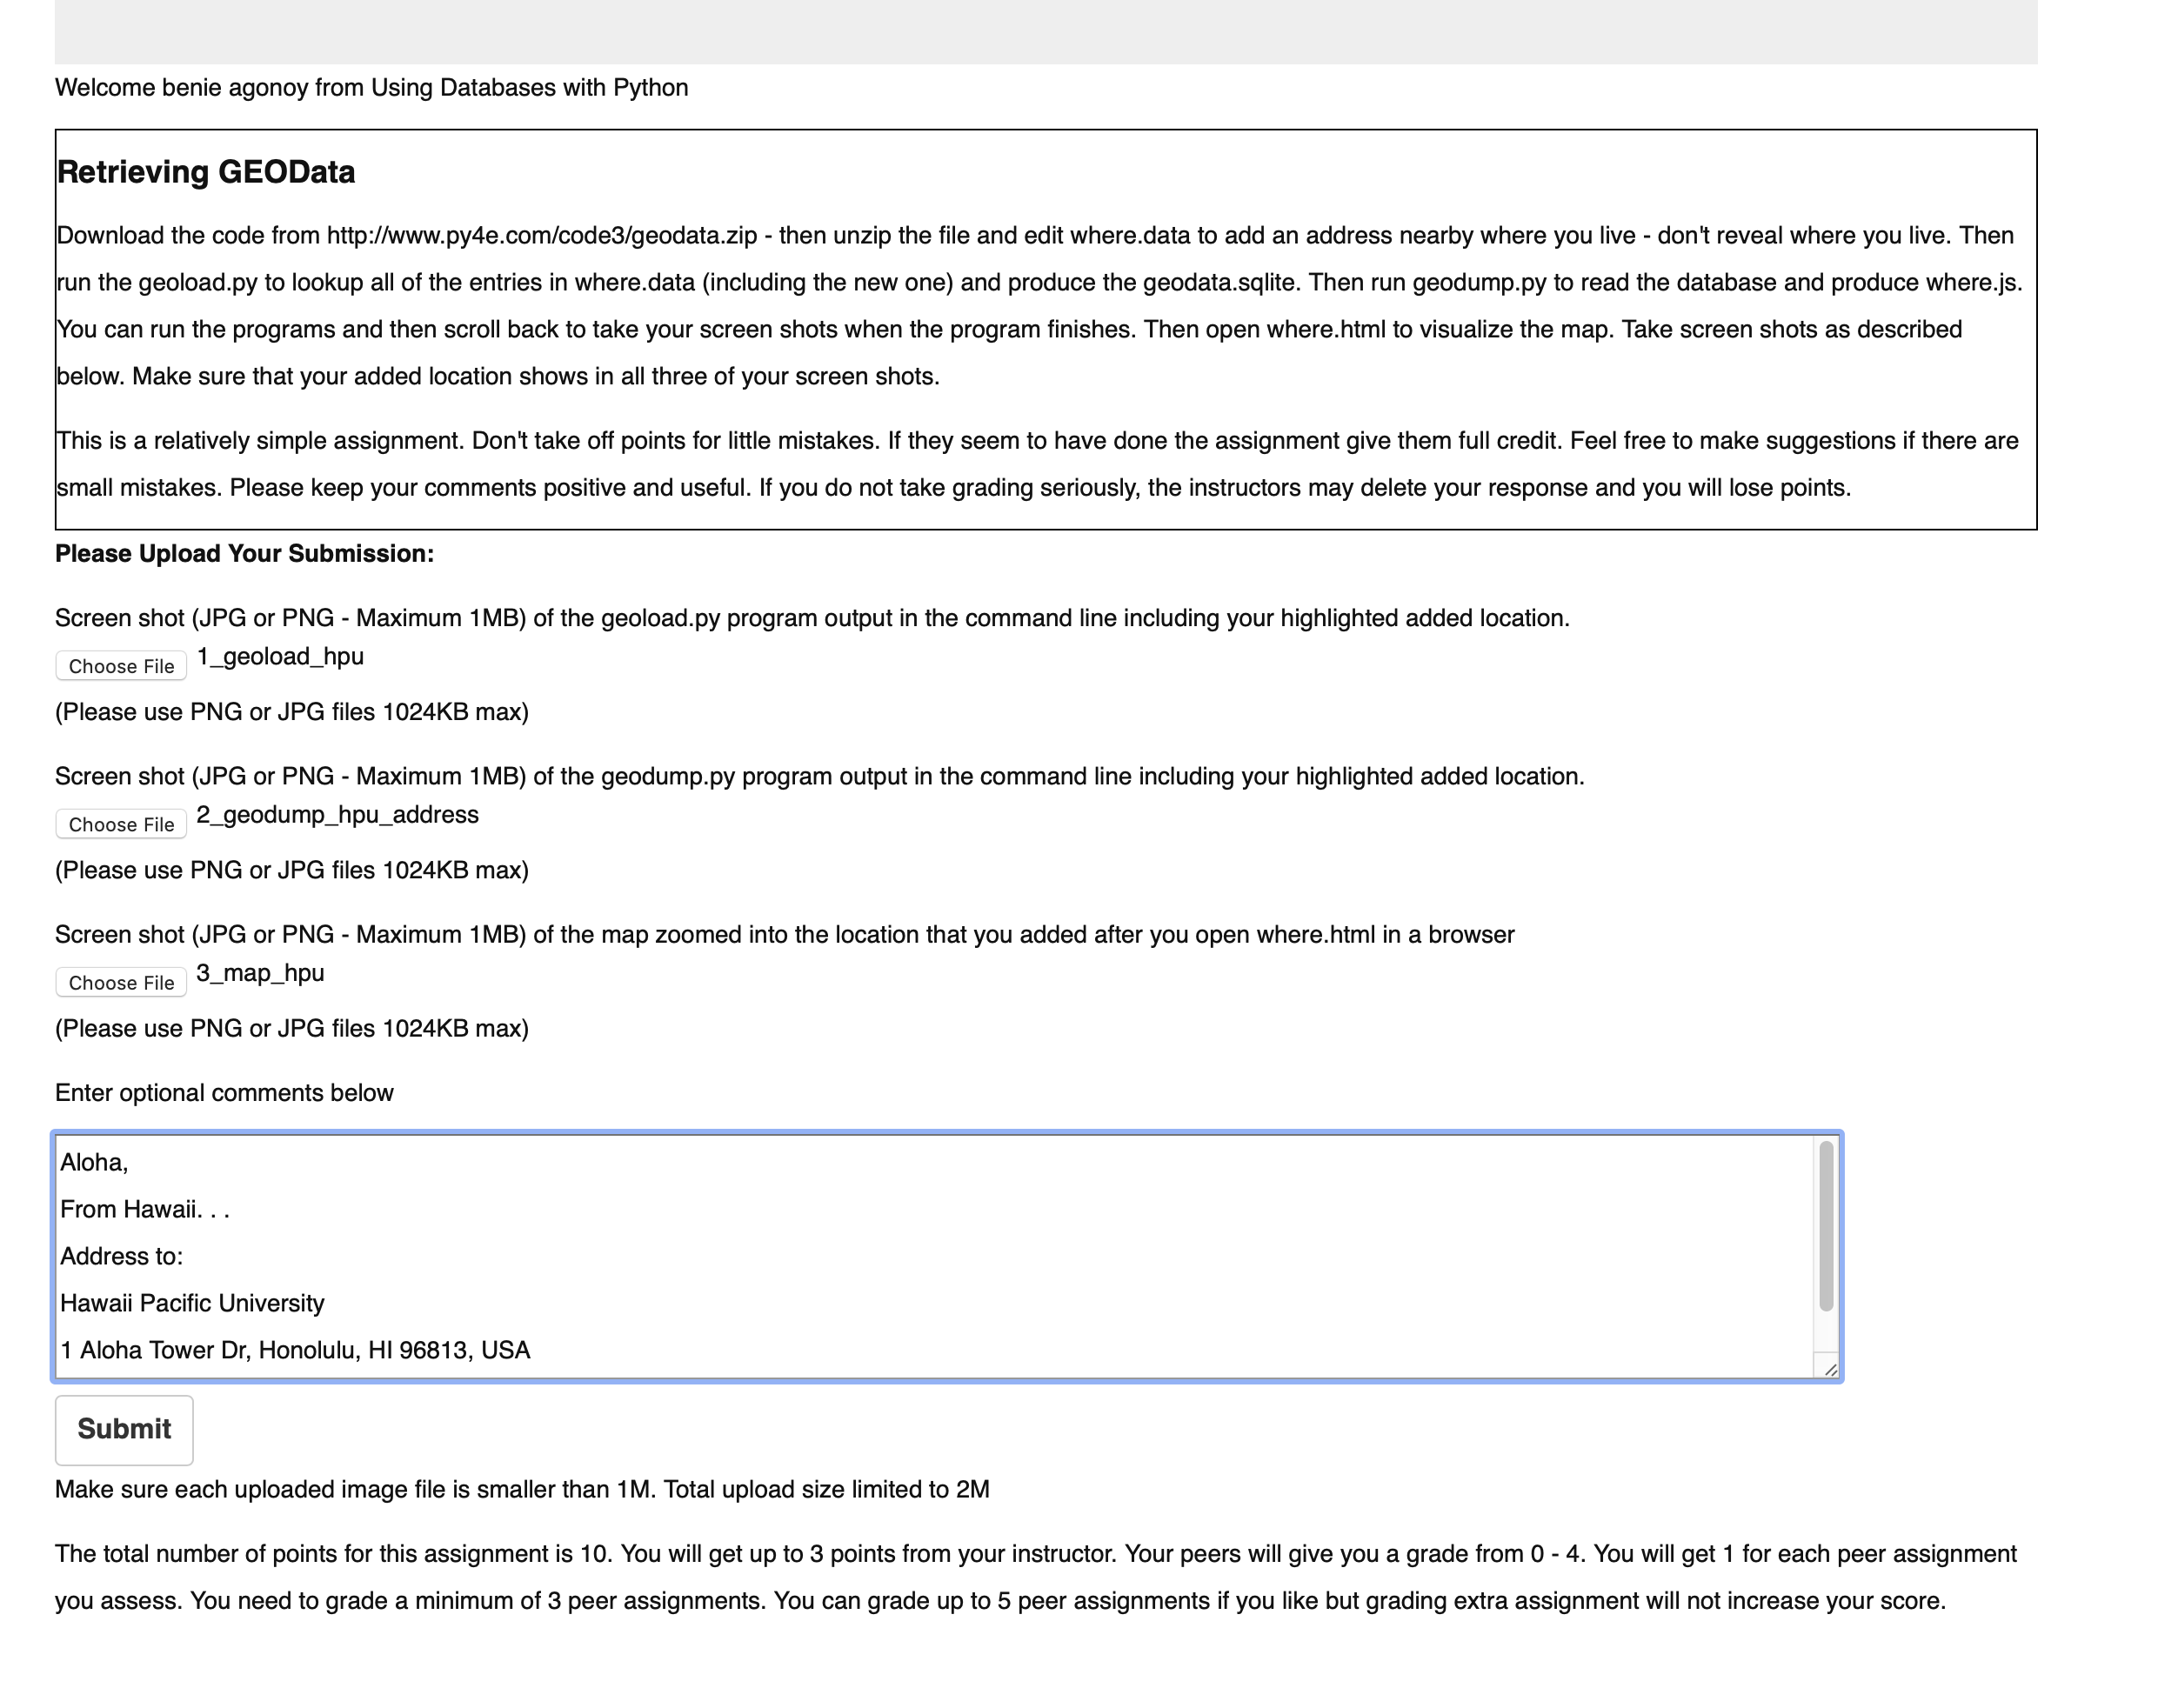 Welcome benie agonoy from Using Databases with Python
Retrieving GEOData
Download the code from http://www.py4e.com/code3/geodata.zip - then unzip the file and edit where.data to add an address nearby where you live - don't reveal where you live. Then
run the geoload.py to lookup all of the entries in where.data (including the new one) and produce the geodata.sqlite. Then run geodump.py to read the database and produce where.js.
You can run the programs and then scroll back to take your screen shots when the program finishes. Then open where.html to visualize the map. Take screen shots as described
below. Make sure that your added location shows in all three of your screen shots.
This is a relatively simple assignment. Don't take off points for little mistakes. If they seem to have done the assignment give them full credit. Feel free to make suggestions if there are
small mistakes. Please keep your comments positive and useful. If you do not take grading seriously, the instructors may delete your response and you will lose points.
Please Upload Your Submission:
Screen shot (JPG or PNG - Maximum 1MB) of the geoload.py program output in the command line including your highlighted added location.
Choose File 1_geoload_hpu
(Please use PNG or JPG files 1024KB max)
Screen shot (JPG or PNG - Maximum 1MB) of the geodump.py program output in the command line including your highlighted added location.
Choose File 2_geodump_hpu_address
(Please use PNG or JPG files 1024KB max)
Screen shot (JPG or PNG - Maximum 1MB) of the map zoomed into the location that you added after you open where.html in a browser
Choose File 3_map_hpu
(Please use PNG or JPG files 1024KB max)
Enter optional comments below
Aloha,
From Hawaii. . .
Address to:
Hawaii Pacific University
1 Aloha Tower Dr, Honolulu, HI 96813, USA
Submit
Make sure each uploaded image file is smaller than 1M. Total upload size limited to 2M
The total number of points for this assignment is 10. You will get up to 3 points from your instructor. Your peers will give you a grade from 0 - 4. You will get 1 for each peer assignment
you assess. You need to grade a minimum of 3 peer assignments. You can grade up to 5 peer assignments if you like but grading extra assignment will not increase your score.